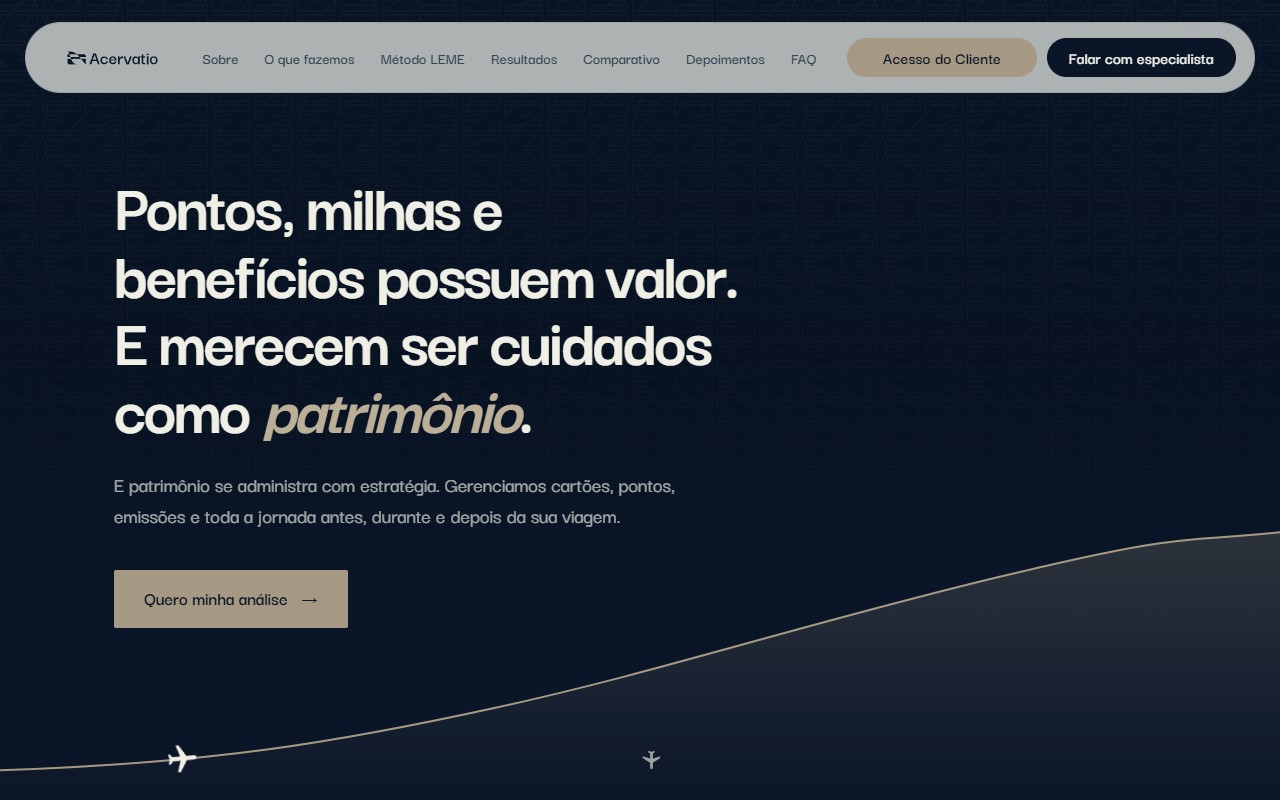 Acervatio
Sobre
O que fazemos
Método LEME
Resultados
Comparativo
Depoimentos
FAQ
Acesso do Cliente
Falar com especialista
Pontos, milhas e
benefícios possuem valor.
E merecem ser cuidados
como patrimônio.
E patrimônio se administra com estratégia. Gerenciamos cartões, pontos,
emissões e toda a jornada antes, durante e depois da sua viagem.
Quero minha análise →